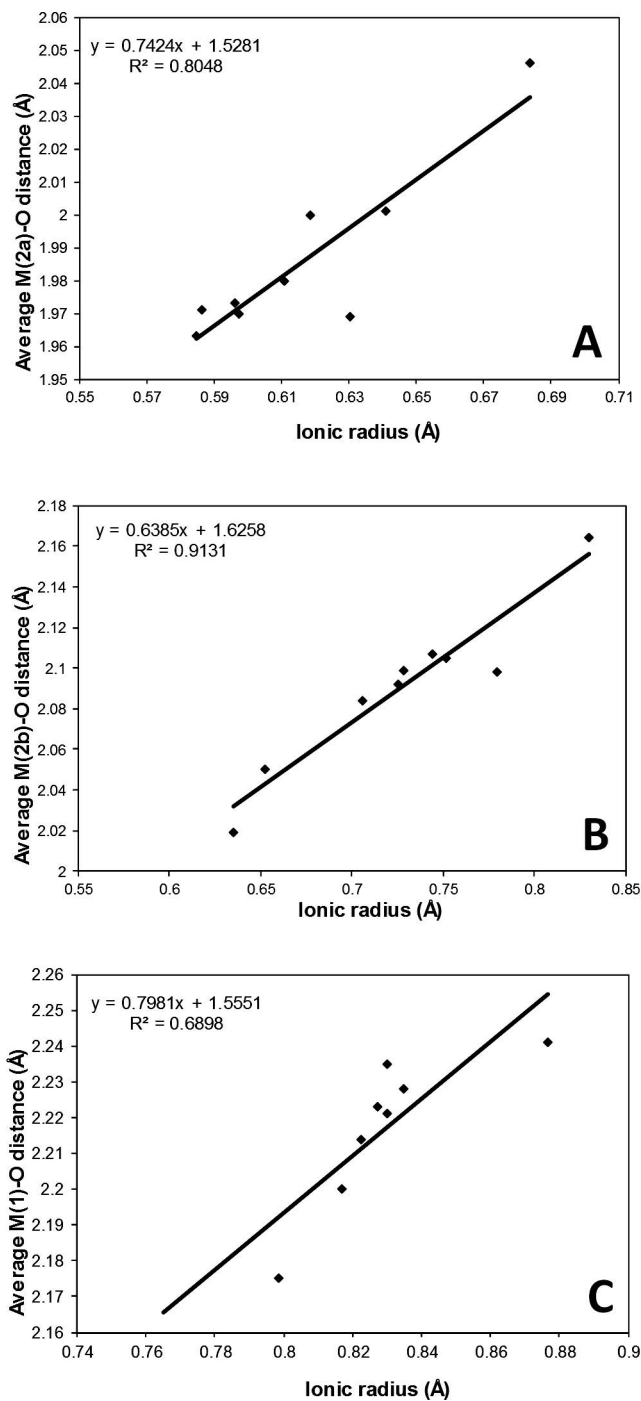 2.06
y = 0.7424x + 1.5281
R² = 0.8048
2.05
2.04
2.03
2.02
2.01
2
1.99
1.98
1.97
1.96
1.95
Average M(2a)-O distance (Å)
A
0.55 0.57 0.59 0.61 0.63 0.65 0.67 0.69 0.71
Ionic radius (Å)
2.18
y = 0.6385x + 1.6258
R² = 0.9131
2.16
2.14
2.12
2.1
2.08
2.06
2.04
2.02
2
Average M(2b)-O distance (Å)
B
0.55 0.6 0.65 0.7 0.75 0.8 0.85
Ionic radius (Å)
2.26
y = 0.7981x + 1.5551
R² = 0.6898
2.25
2.24
2.23
2.22
2.21
2.2
2.19
2.18
2.17
2.16
Average M(1)-O distance (Å)
C
0.74 0.76 0.78 0.8 0.82 0.84 0.86 0.88 0.9
Ionic radius (Å)